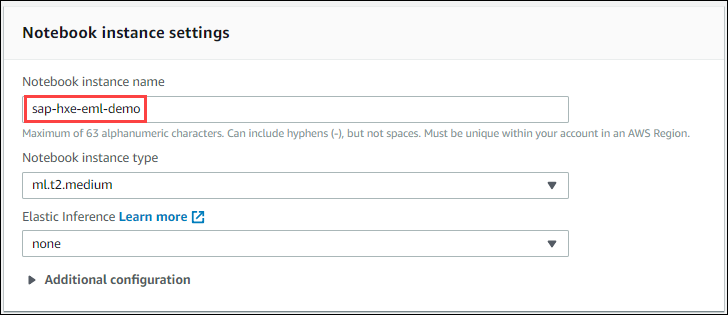 Notebook instance settings
Notebook instance name
sap-hxe-eml-demo
Maximum of 63 alphanumeric characters. Can include hyphens (-), but not spaces. Must be unique within your account in an AWS Region.
Notebook instance type
ml.t2.medium
Elastic Inference Learn more
none
Additional configuration